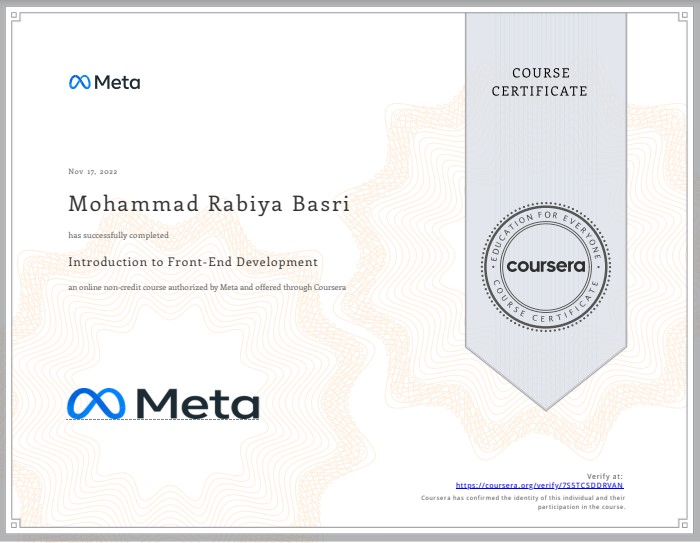 Meta
COURSE
CERTIFICATE
Nov 17, 2022
Mohammad Rabiya Basri
has successfully completed
Introduction to Front-End Development
an online non-credit course authorized by Meta and offered through Coursera
EDUCATION FOR EVERYONE
coursera
COURSE CERTIFICATE
Meta
Verify at:
https://coursera.org/verify/7S5TCSDDRVAN
Coursera has confirmed the identity of this individual and their
participation in the course.